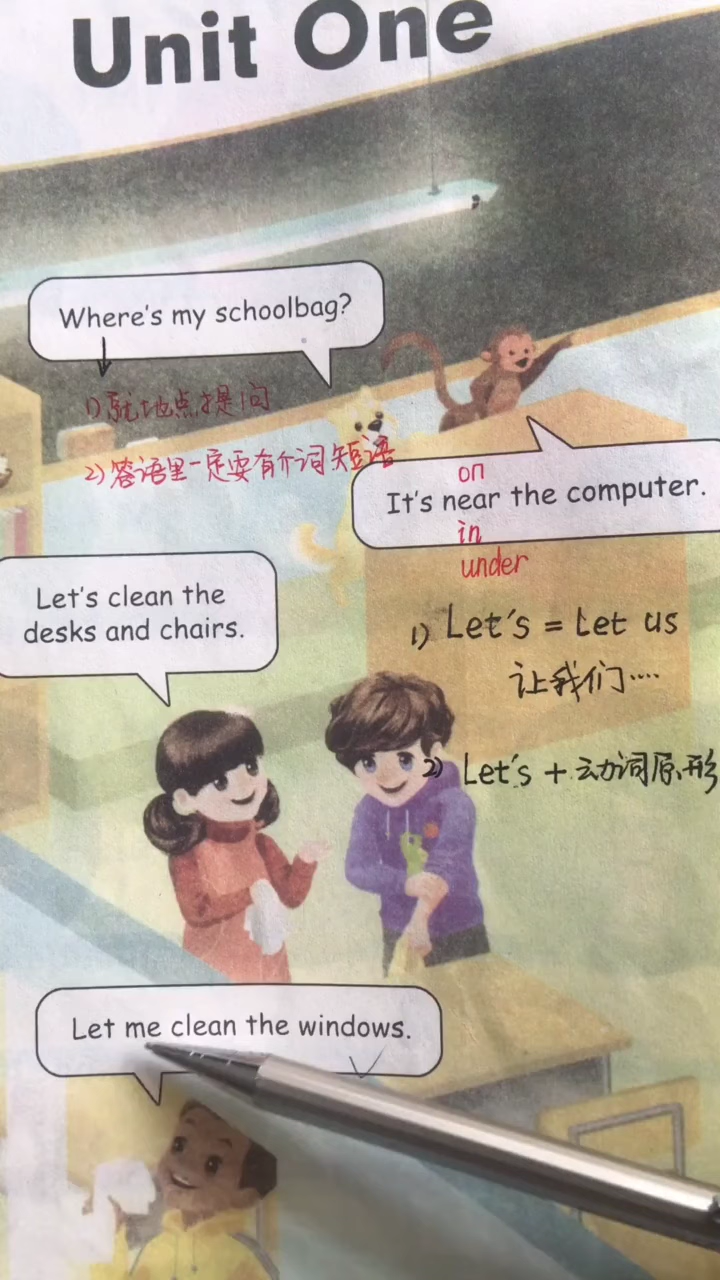 Unit One
Where's my schoolbag?
1) 就地点提问
2) 答语里一定要有介词短语
on
It's near the computer.
in
under
Let's clean the
desks and chairs.
1) Let's = Let us
让我们····
2) Let's + 动词原形
Let me clean the windows.